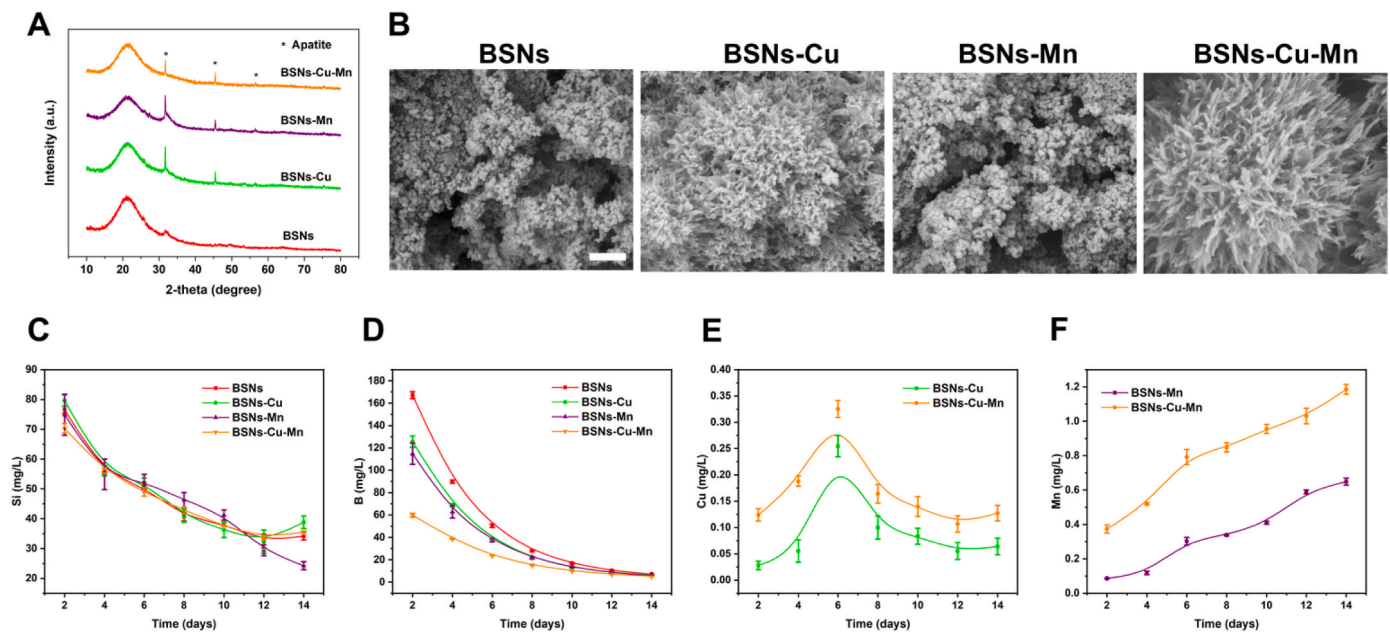 A
* Apatite
*
*
*
BSNs-Cu-Mn
BSNs-Mn
BSNs-Cu
BSNs
Intensity (a.u.)
10 20 30 40 50 60 70 80
2-theta (degree)
B
BSNs
BSNs-Cu
BSNs-Mn
BSNs-Cu-Mn
C
90
80
70
60
50
40
30
20
Si (mg/L)
BSNs
BSNs-Cu
BSNs-Mn
BSNs-Cu-Mn
2 4 6 8 10 12 14
Time (days)
D
180
160
140
120
100
80
60
40
20
0
B (mg/L)
BSNs
BSNs-Cu
BSNs-Mn
BSNs-Cu-Mn
2 4 6 8 10 12 14
Time (days)
E
0.40
0.35
0.30
0.25
0.20
0.15
0.10
0.05
0.00
Cu (mg/L)
BSNs-Cu
BSNs-Cu-Mn
2 4 6 8 10 12 14
Time (days)
F
1.2
1.0
0.8
0.6
0.4
0.2
0.0
Mn (mg/L)
BSNs-Mn
BSNs-Cu-Mn
2 4 6 8 10 12 14
Time (days)